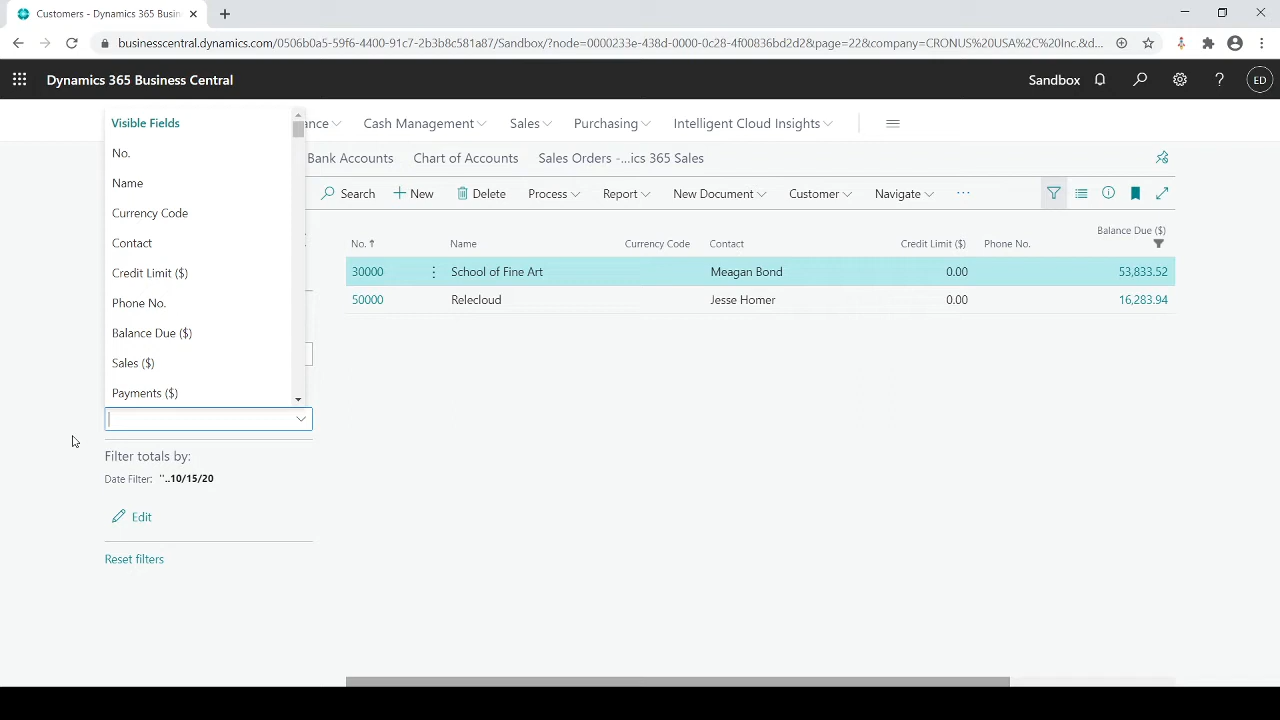 Customers - Dynamics 365 Busin
businesscentral.dynamics.com/0506b0a5-59f6-4400-91c7-2b3b8c581a87/Sandbox/?node=0000233e-438d-0000-0c28-4f00836bd2d2&page=22&company=CRONUS%20USA%2C%20Inc.&d...
Dynamics 365 Business Central
Sandbox
ED
ance
Cash Management
Sales
Purchasing
Intelligent Cloud Insights
Bank Accounts
Chart of Accounts
Sales Orders -...ics 365 Sales
Search
New
Delete
Process
Report
New Document
Customer
Navigate
...
Visible Fields
No.
Name
Currency Code
Contact
Credit Limit ($)
Phone No.
Balance Due ($)
Sales ($)
Payments ($)
Filter totals by:
Date Filter: ''..10/15/20
Edit
Reset filters
No. Name Currency Code Contact Credit Limit ($) Phone No. Balance Due ($)
30000 School of Fine Art Meagan Bond 0.00 53,833.52
50000 Relecloud Jesse Homer 0.00 16,283.94